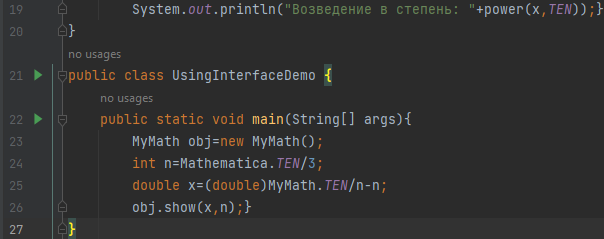 19 System.out.println("Возведение в степень: "+power(x,TEN));}
20 }
no usages
21 public class UsingInterfaceDemo {
no usages
22 public static void main(String[] args){
23 MyMath obj=new MyMath();
24 int n=Mathematica.TEN/3;
25 double x=(double)MyMath.TEN/n-n;
26 obj.show(x,n);}
27 }